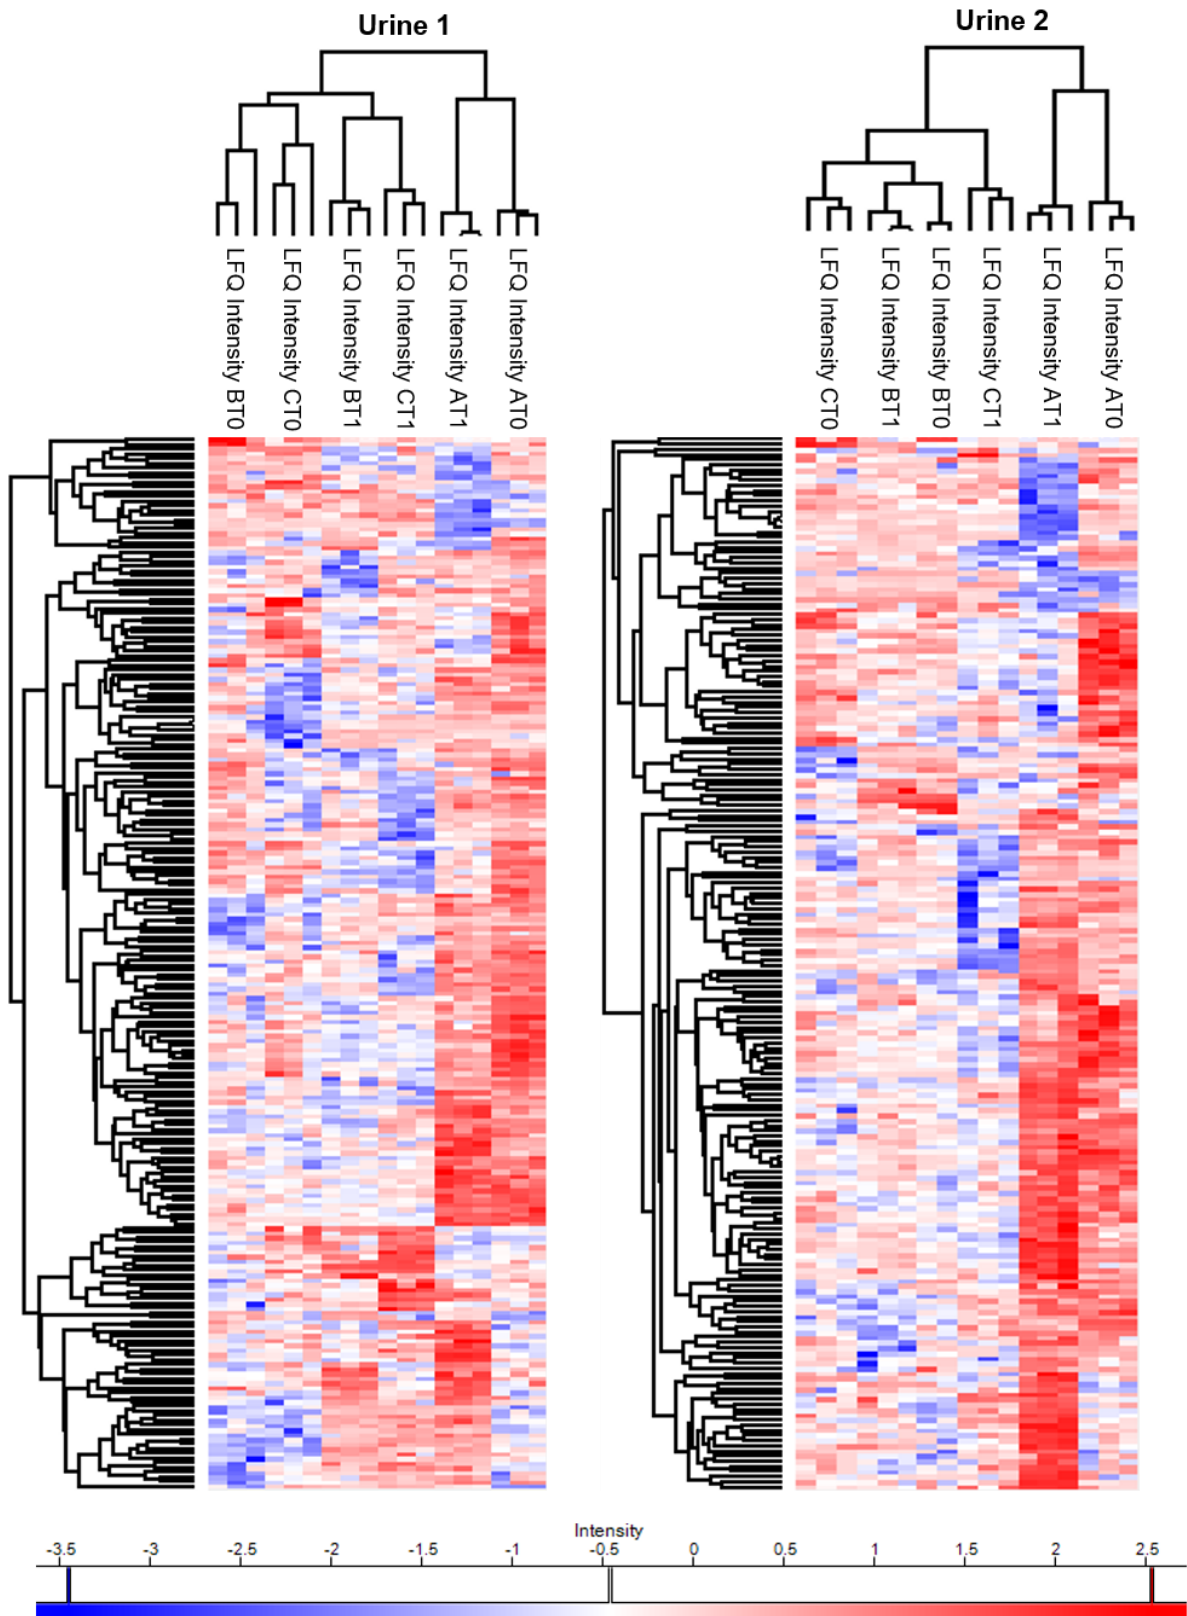 Urine 1
Urine 2
LFQ Intensity BT0
LFQ Intensity CT0
LFQ Intensity BT1
LFQ Intensity CT1
LFQ Intensity AT1
LFQ Intensity AT0
LFQ Intensity CT0
LFQ Intensity BT1
LFQ Intensity BT0
LFQ Intensity CT1
LFQ Intensity AT1
LFQ Intensity AT0
Intensity
-3.5 -3 -2.5 -2 -1.5 -1 -0.5 0 0.5 1 1.5 2 2.5